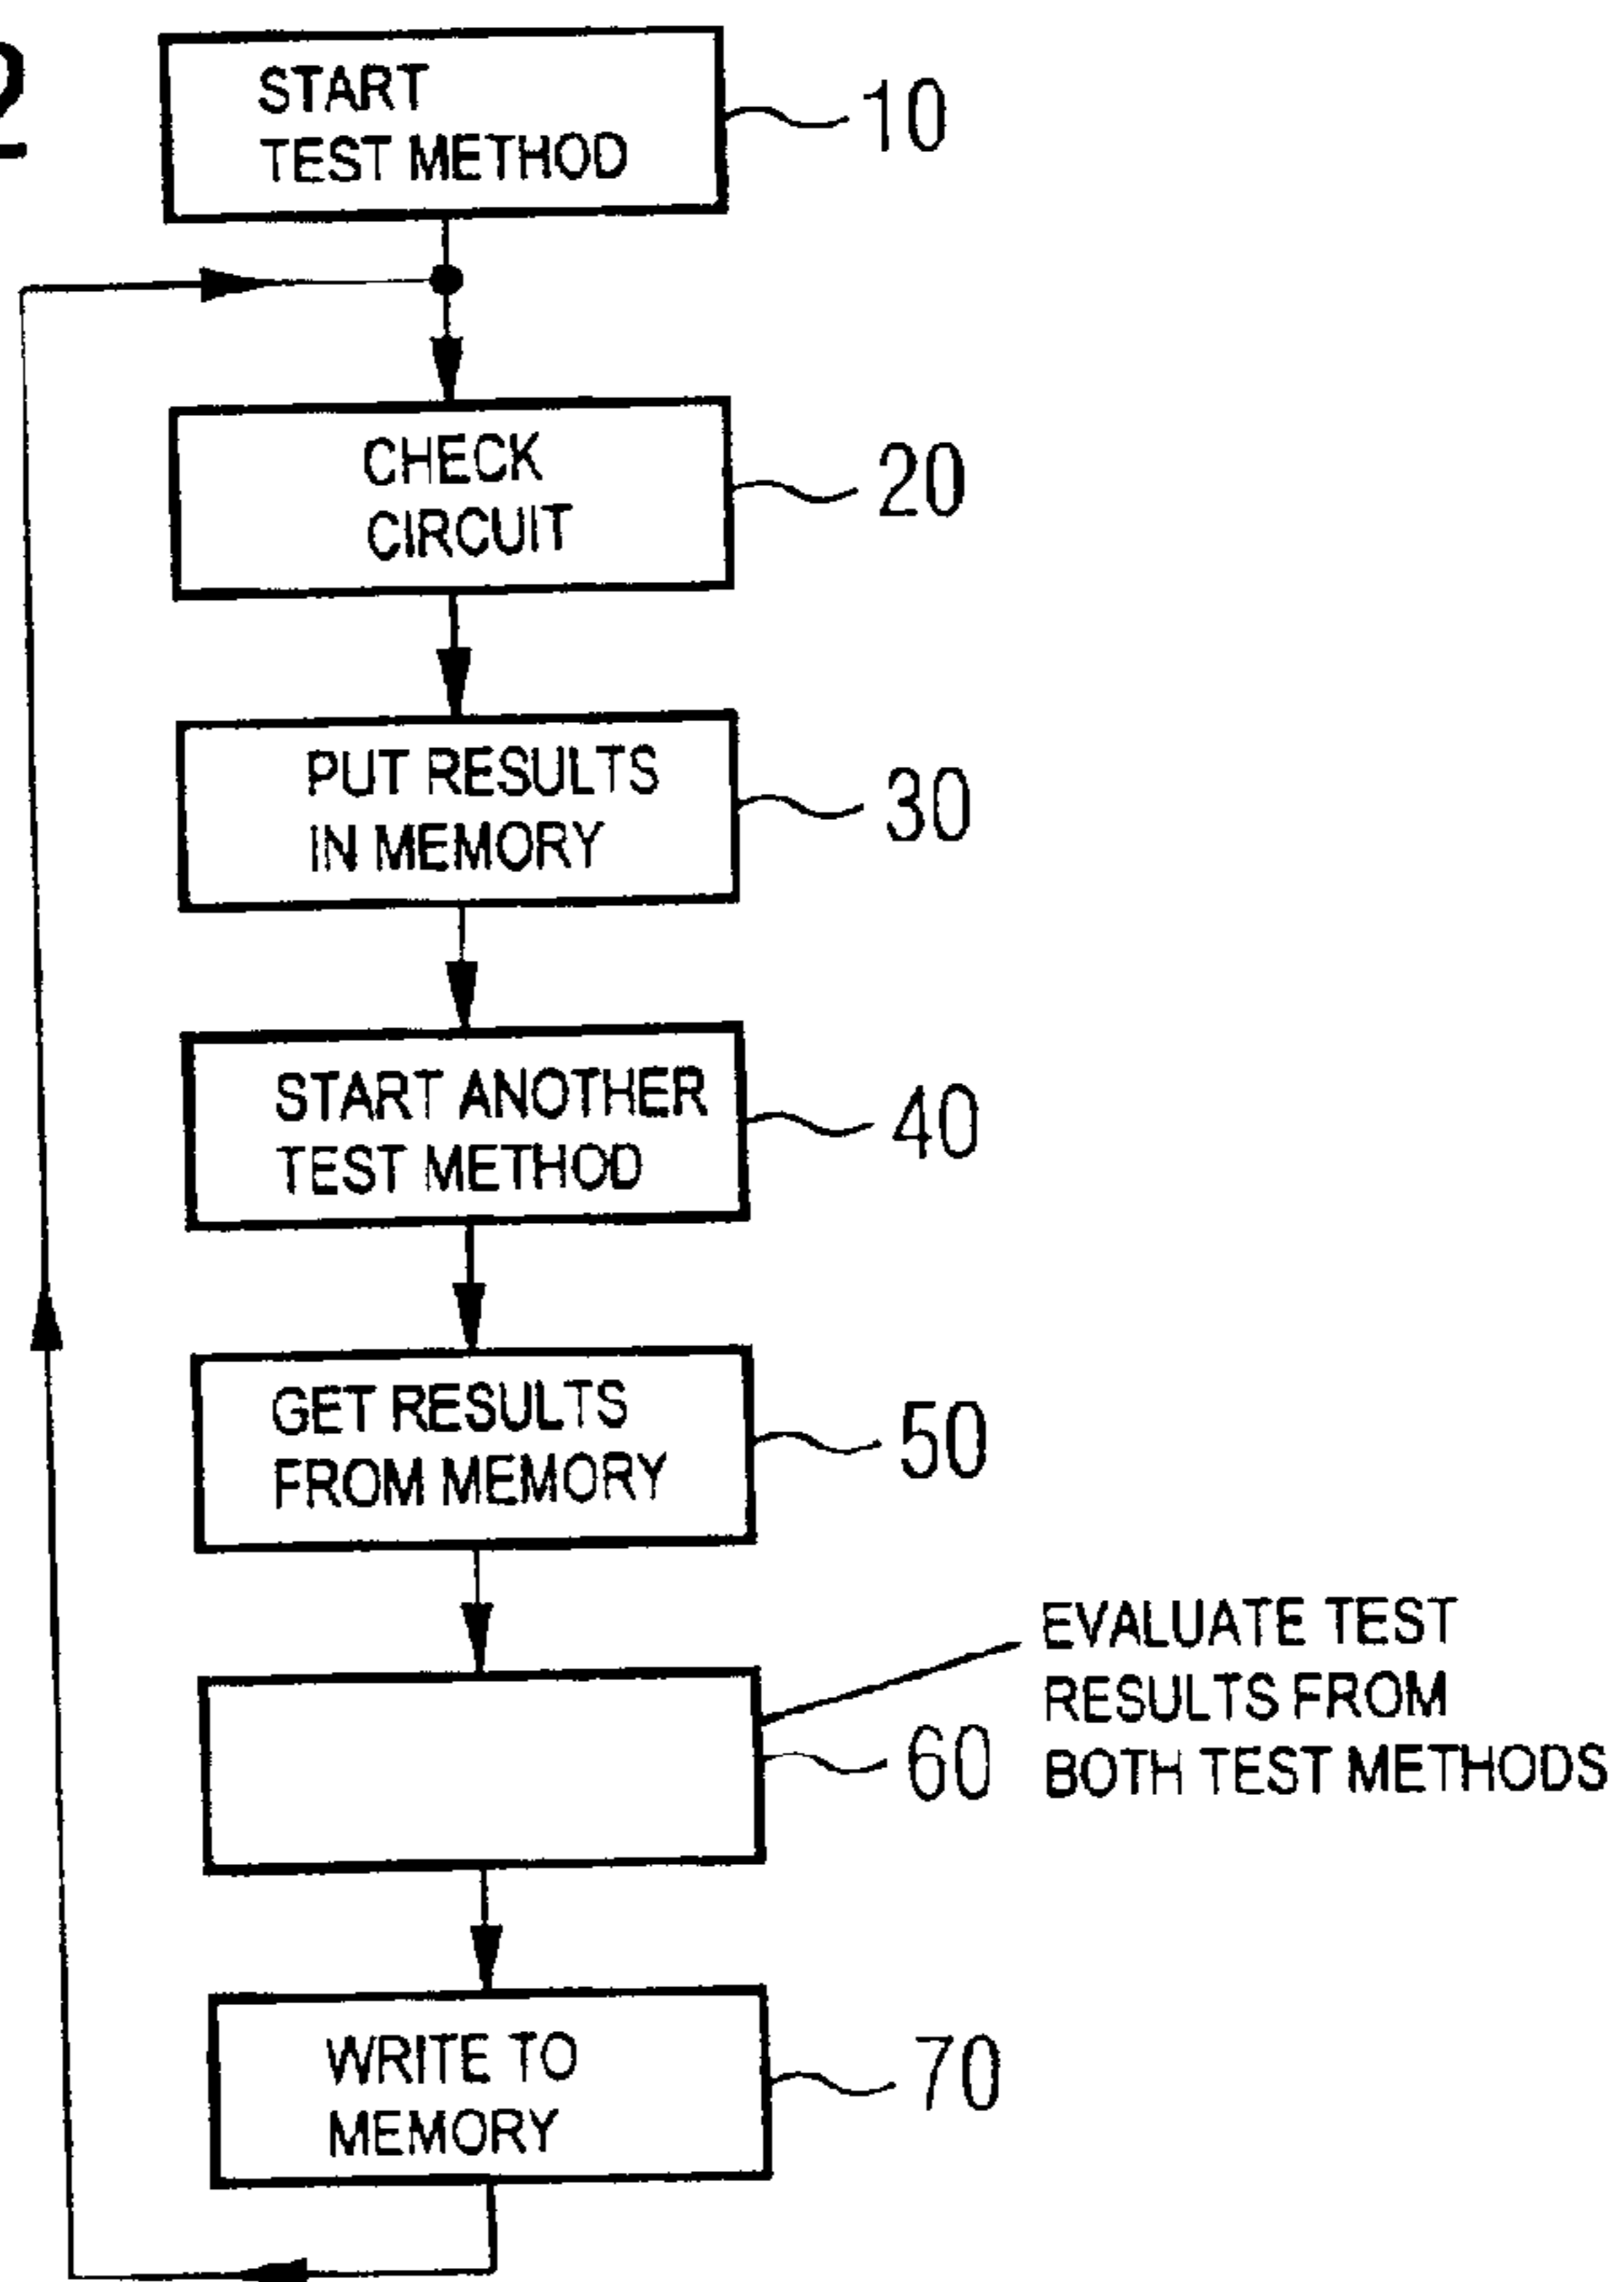 2
START
TEST METHOD
10
CHECK
CIRCUIT
20
PUT RESULTS
IN MEMORY
30
START ANOTHER
TEST METHOD
40
GET RESULTS
FROM MEMORY
50
EVALUATE TEST
RESULTS FROM
BOTH TEST METHODS
60
WRITE TO
MEMORY
70